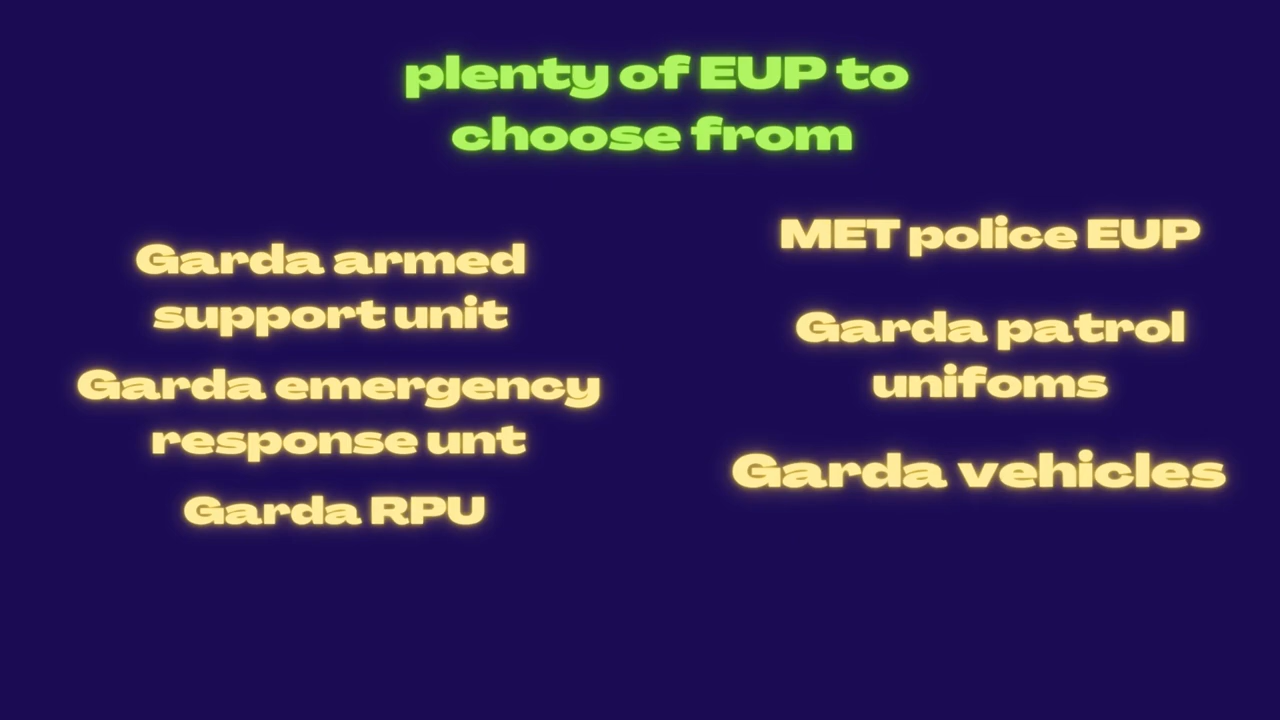 plenty of EUP to
choose from
Garda armed
support unit
Garda emergency
response unt
Garda RPU
MET police EUP
Garda patrol
unifoms
Garda vehicles